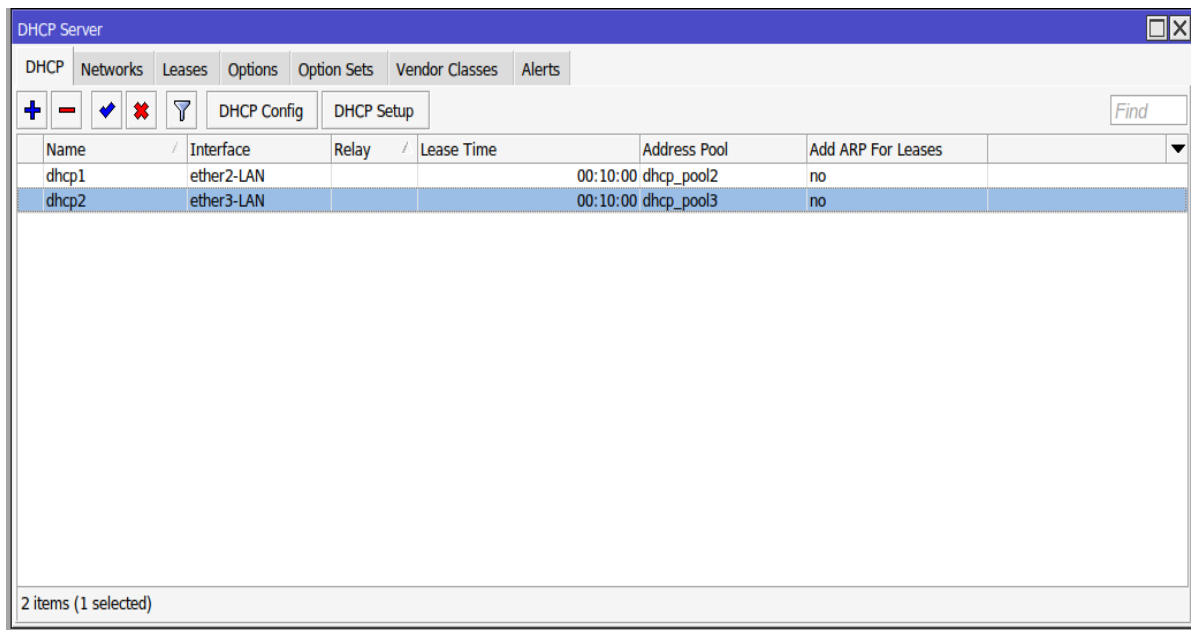 DHCP Server
DHCP Networks Leases Options Option Sets Vendor Classes Alerts
DHCP Config DHCP Setup Find
Name Interface Relay Lease Time Address Pool Add ARP For Leases
dhcp1 ether2-LAN 00:10:00 dhcp_pool2 no
dhcp2 ether3-LAN 00:10:00 dhcp_pool3 no
2 items (1 selected)